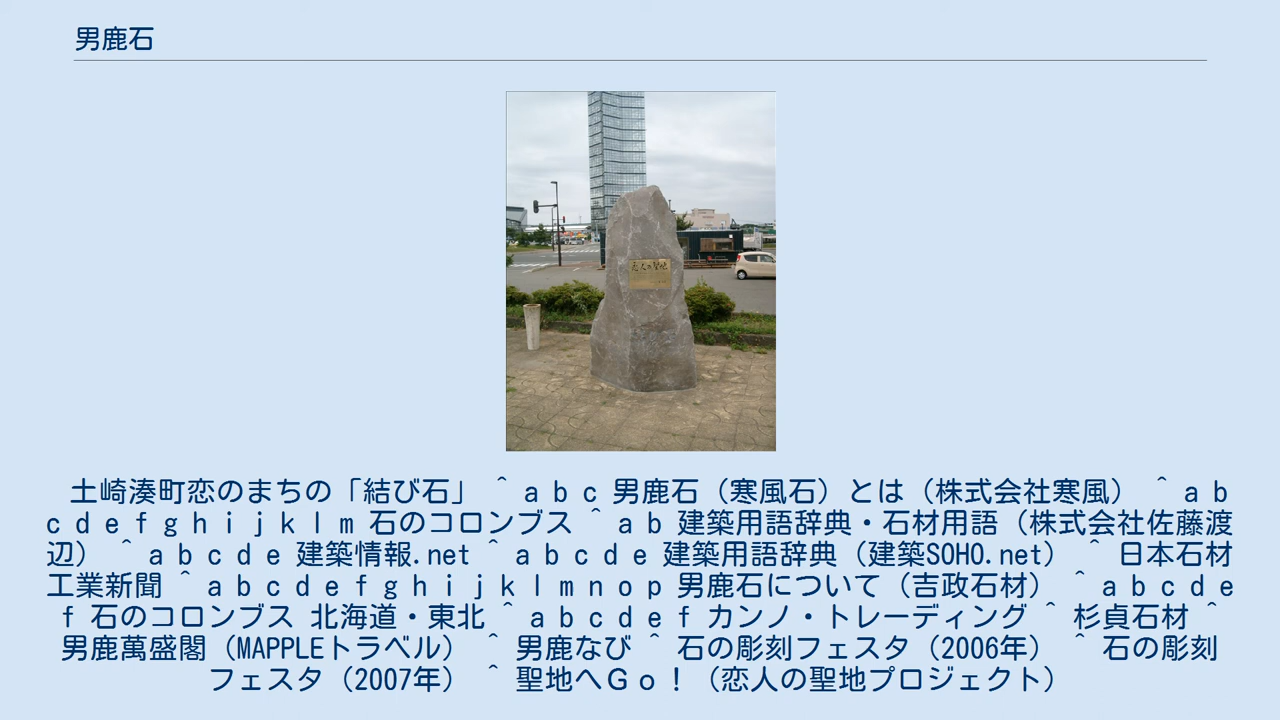 男鹿石
恋人の聖地
土崎湊町恋のまちの「結び石」 ^ a b c 男鹿石（寒風石）とは（株式会社寒風） ^ a b
c d e f g h i j k l m 石のコロンブス ^ a b 建築用語辞典・石材用語（株式会社佐藤渡
辺） ^ a b c d e 建築情報.net ^ a b c d e 建築用語辞典（建築SOHO.net） ^ 日本石材
工業新聞 ^ a b c d e f g h i j k l m n o p 男鹿石について（吉政石材） ^ a b c d e
f 石のコロンブス 北海道・東北 ^ a b c d e f カンノ・トレーディング ^ 杉貞石材 ^
男鹿萬盛閣（MAPPLEトラベル） ^ 男鹿なび ^ 石の彫刻フェスタ（2006年） ^ 石の彫刻
フェスタ（2007年） ^ 聖地へＧｏ！（恋人の聖地プロジェクト）